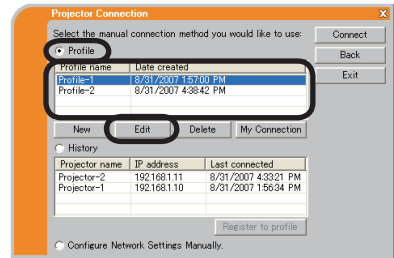 Projector Connection X
Select the manual connection method you would like to use:
Connect
Profile
Back
Profile name Date created
Exit
Profile-1 8/31/2007 1:57:00 PM
Profile-2 8/31/2007 4:38:42 PM
New Edit Delete My Connection
History
Projector name IP address Last connected
Projector-2 192.168.1.11 8/31/2007 4:33:21 PM
Projector-1 192.168.1.10 8/31/2007 1:56:34 PM
Register to profile
Configure Network Settings Manually.